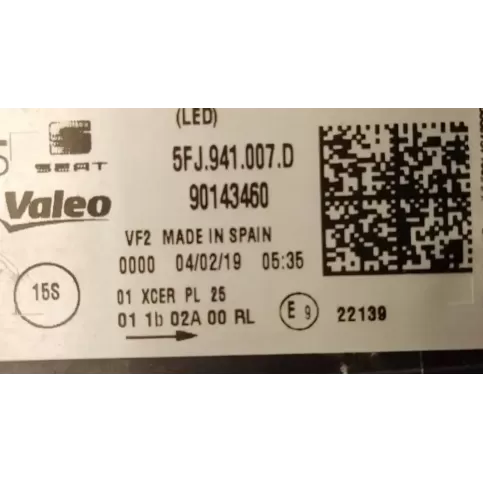 (LED)
SEAT
5FJ.941.007.D
Valeo
90143460
VF2 MADE IN SPAIN
0000 04/02/19 05:35
15S
01 XCER PL 25
01 1b 02A 00 RL
E 9
22139